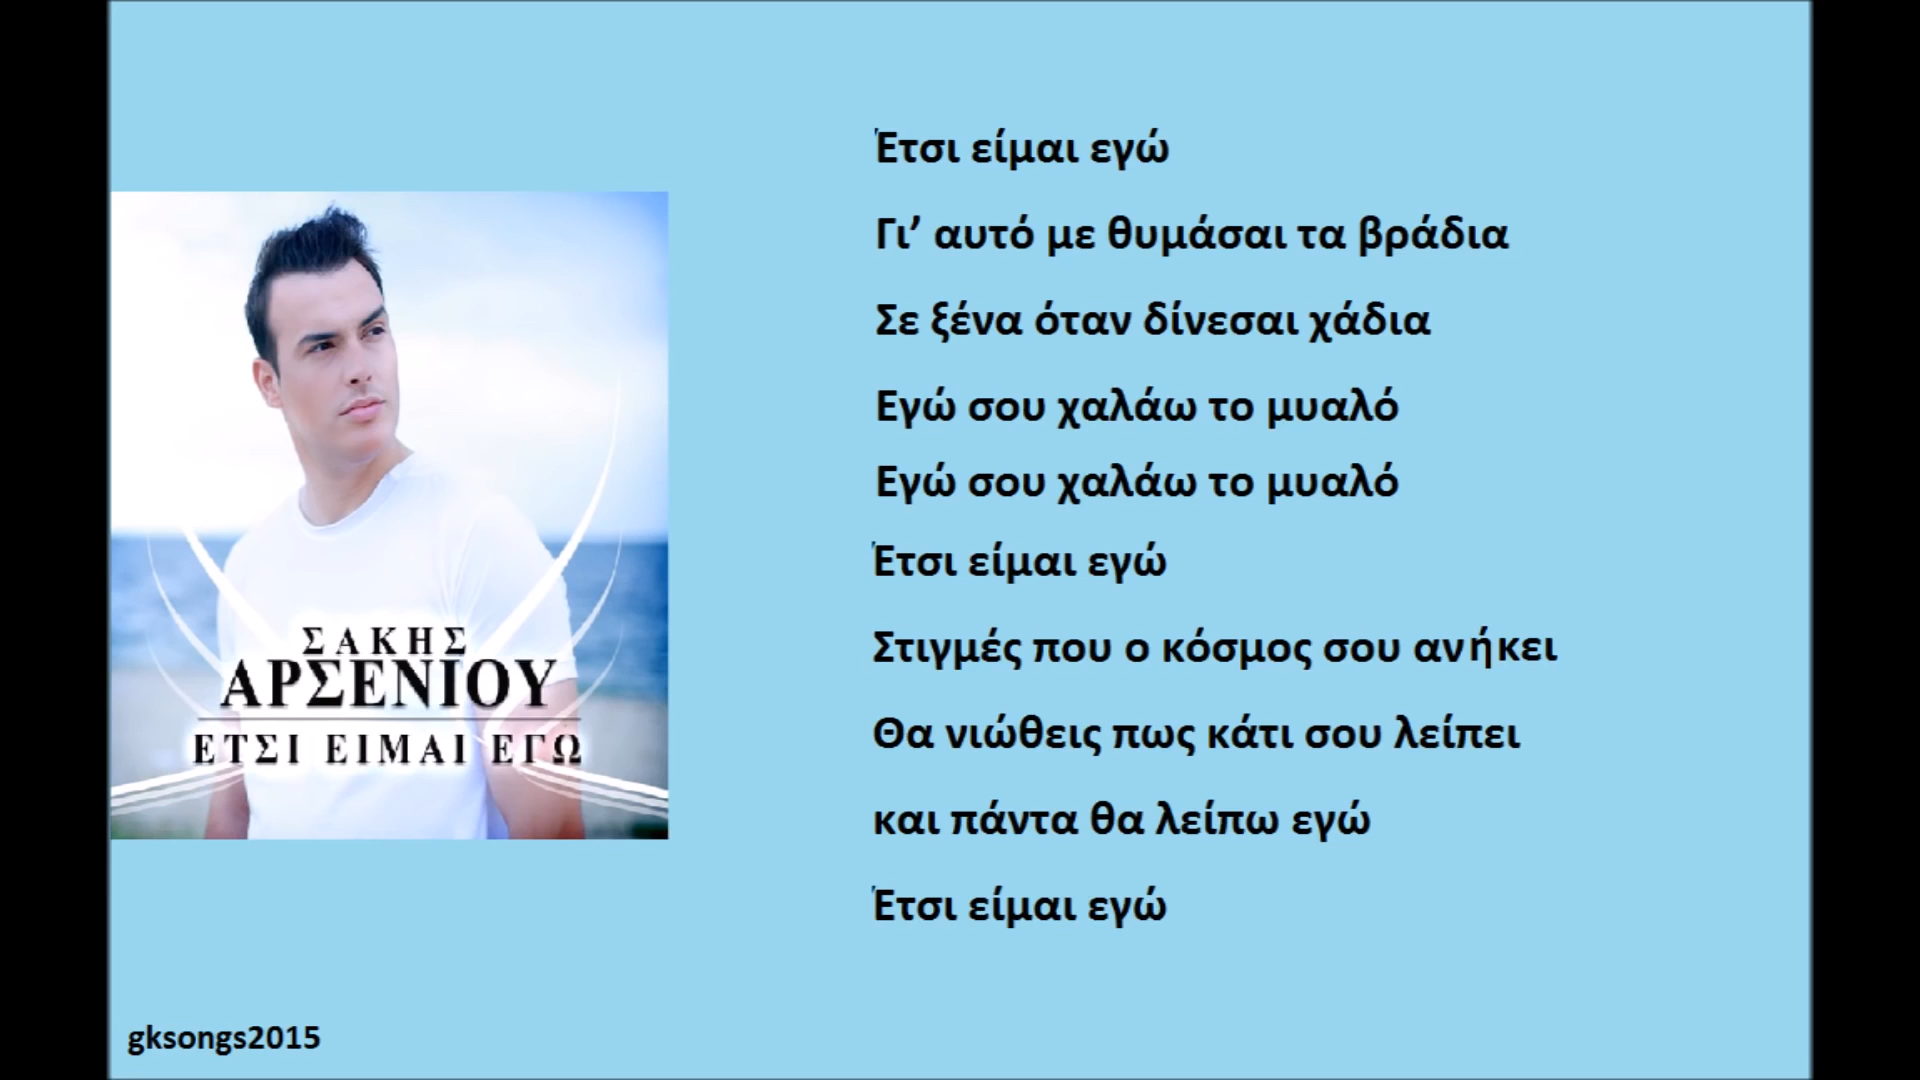 Έτσι είμαι εγώ
Γι’ αυτό με θυμάσαι τα βράδια
Σε ξένα όταν δίνεσαι χάδια
Εγώ σου χαλάω το μυαλό
Εγώ σου χαλάω το μυαλό
Έτσι είμαι εγώ
Στιγμές που ο κόσμος σου ανήκει
Θα νιώθεις πως κάτι σου λείπει
και πάντα θα λείπω εγώ
Έτσι είμαι εγώ
ΣΑΚΗΣ
ΑΡΣΕΝΙΟΥ
ΕΤΣΙ ΕΙΜΑΙ ΕΓΩ
gksongs2015